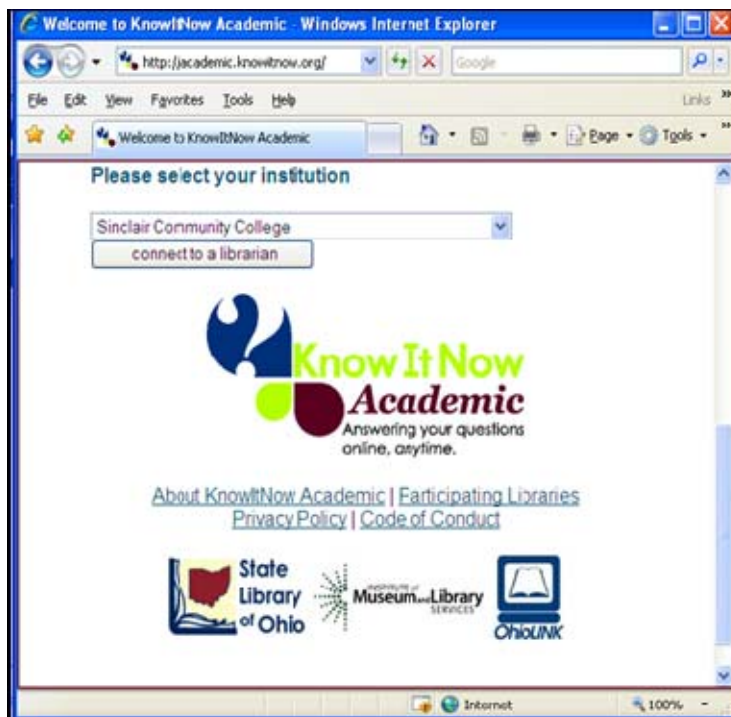 Welcome to KnowItNow Academic - Windows Internet Explorer
http://academic.knowitnow.org/
Google
File Edit View Favorites Tools Help
Links »
Welcome to KnowItNow Academic
Page Tools »
Please select your institution
Sinclair Community College
connect to a librarian
Know It Now
Academic
Answering your questions
online, anytime.
About KnowItNow Academic | Participating Libraries
Privacy Policy | Code of Conduct
State
Library
of Ohio
INSTITUTE of
Museum and Library
SERVICES
OhioLINK
Internet
100%